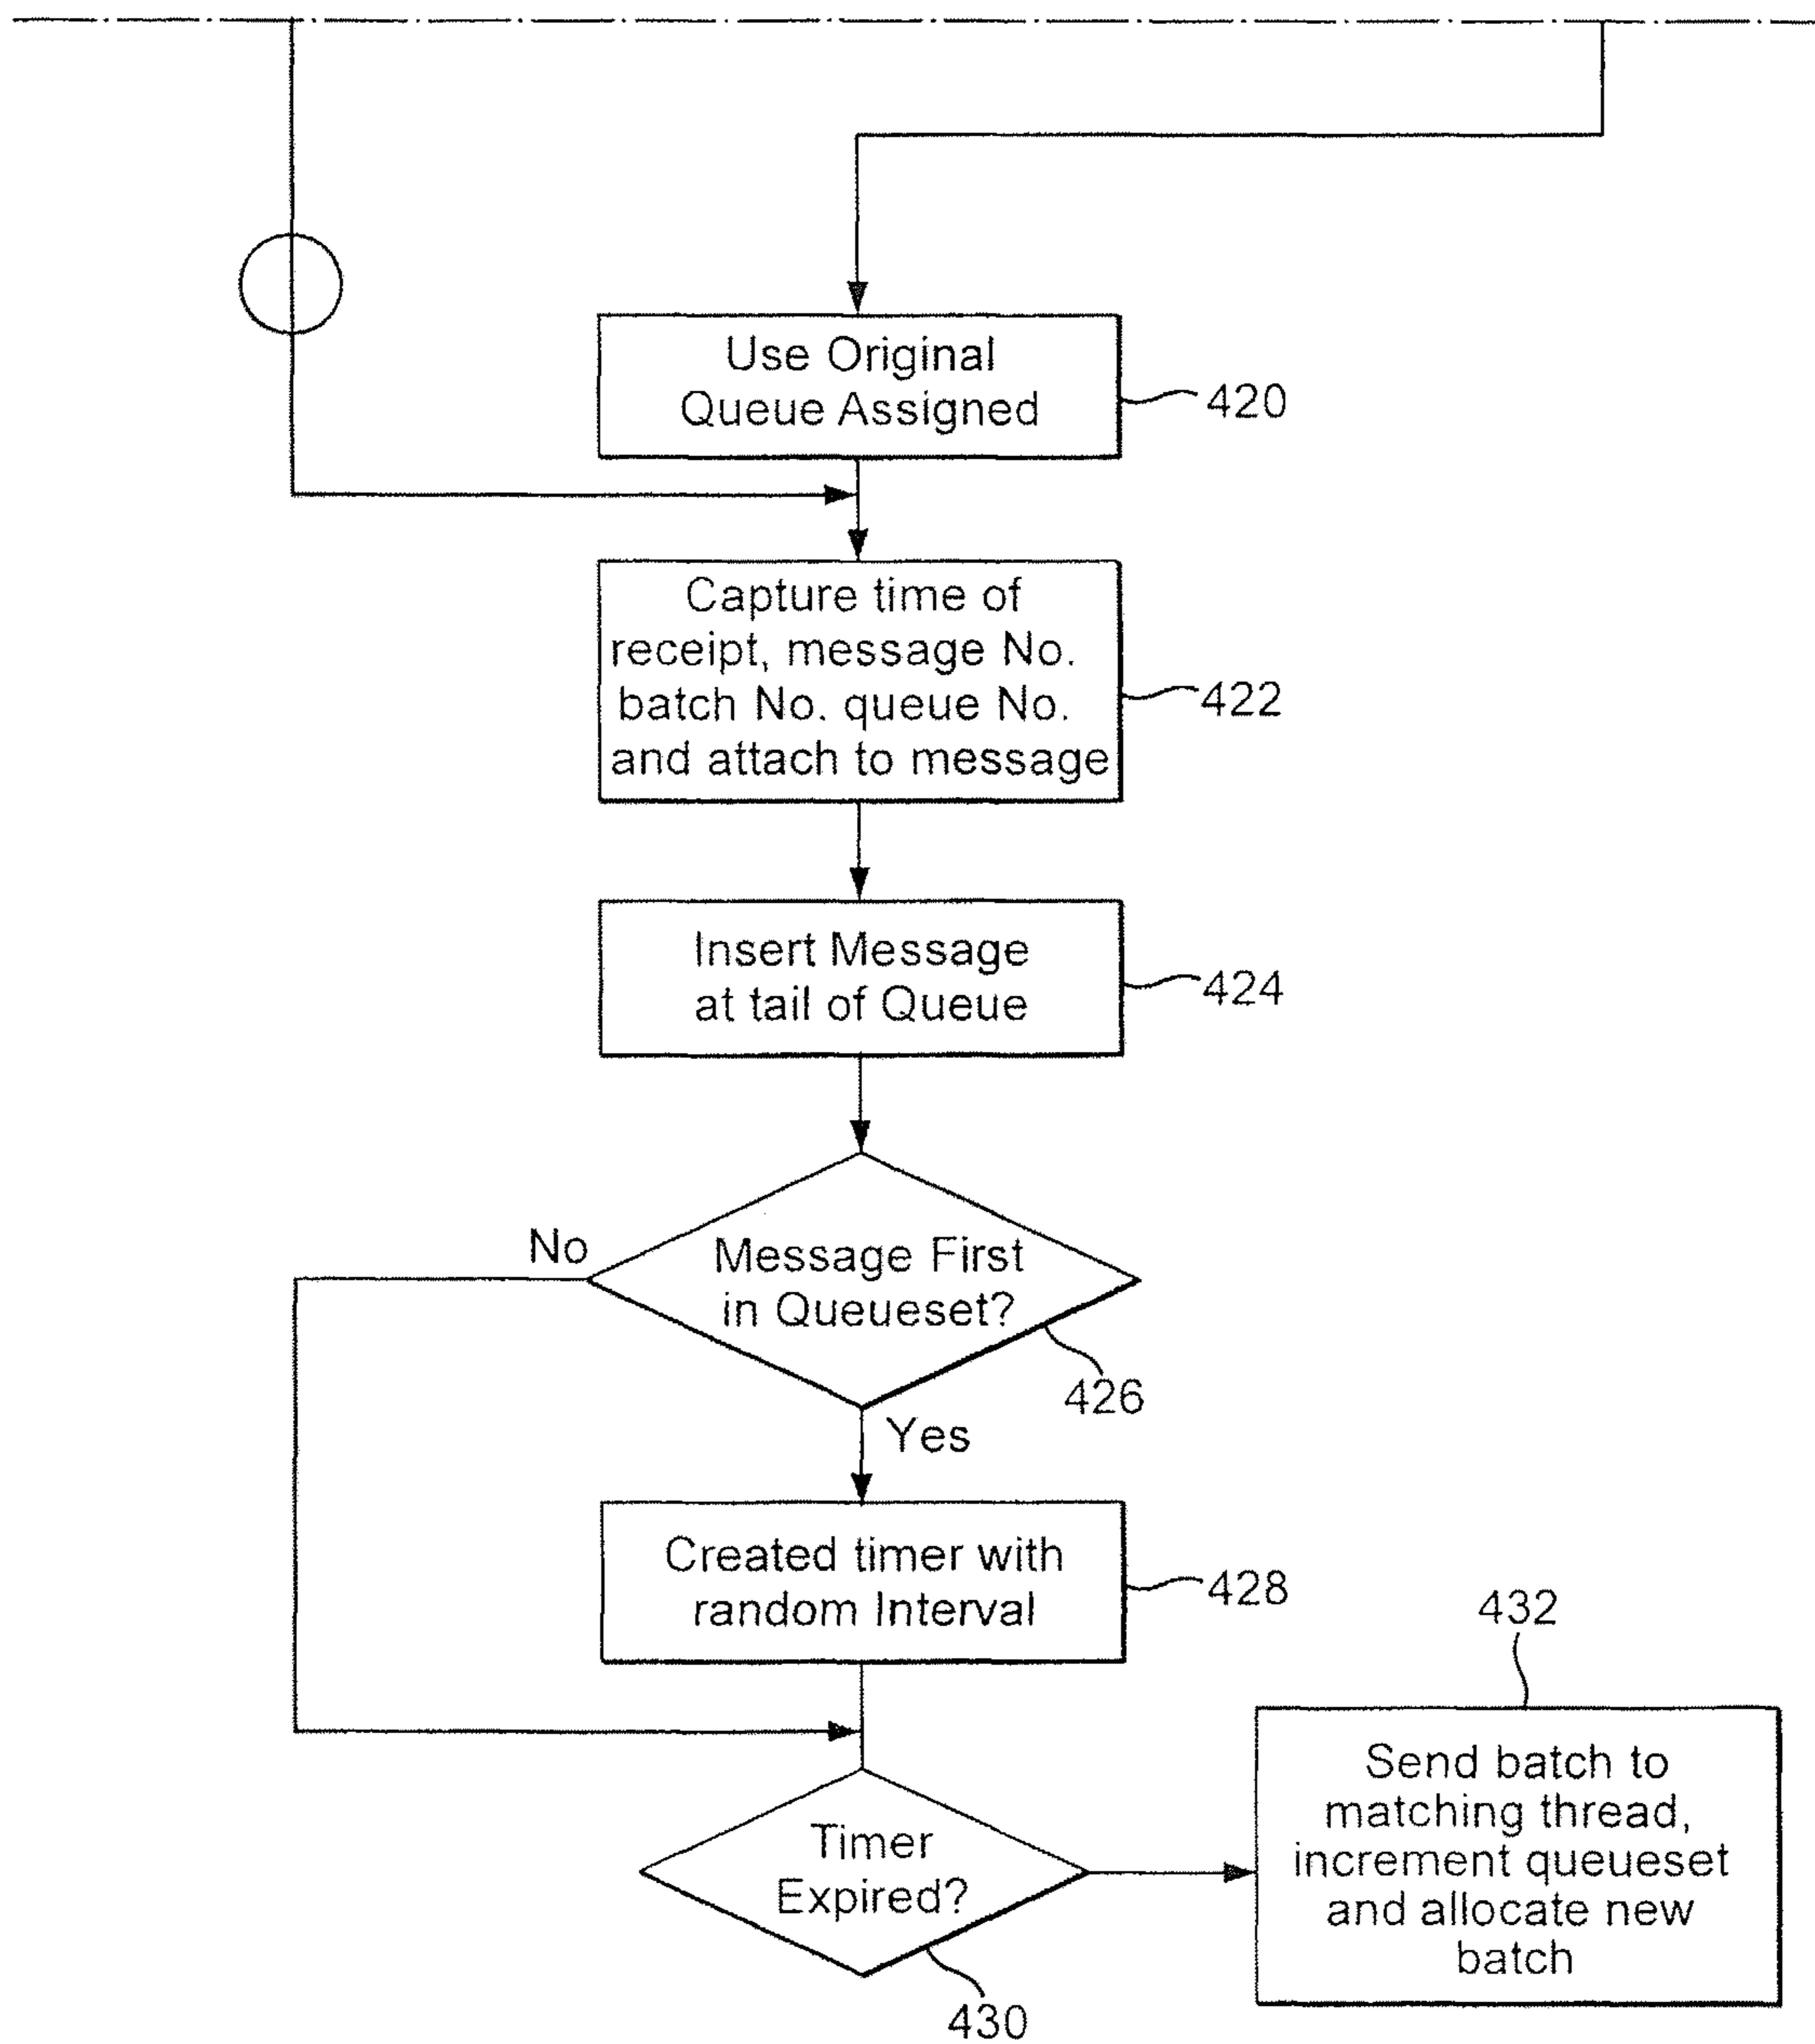 Use Original
Queue Assigned
420
Capture time of
receipt, message No.
batch No. queue No.
and attach to message
422
Insert Message
at tail of Queue
424
No
Message First
in Queueset?
426
Yes
Created timer with
random Interval
428
432
Send batch to
matching thread,
increment queueset
and allocate new
batch
Timer
Expired?
430